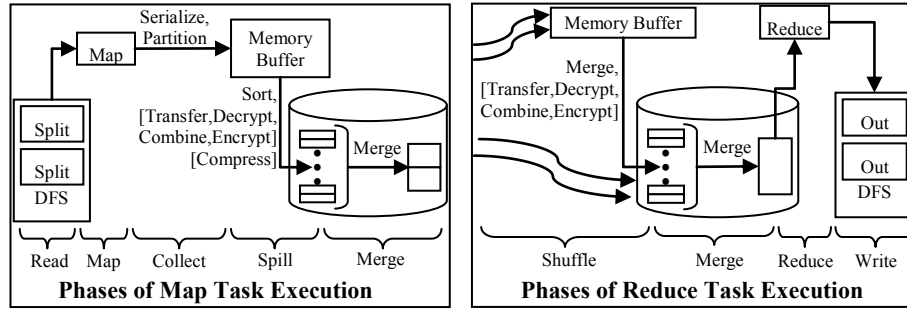 Serialize,
Partition
Map
Memory
Buffer
Sort,
[Transfer,Decrypt,
Combine,Encrypt]
[Compress]
Split
Split
DFS
Merge
Read
Map
Collect
Spill
Merge
Phases of Map Task Execution
Memory Buffer
Reduce
Merge,
[Transfer,Decrypt,
Combine,Encrypt]
Merge
Out
Out
DFS
Shuffle
Merge
Reduce
Write
Phases of Reduce Task Execution